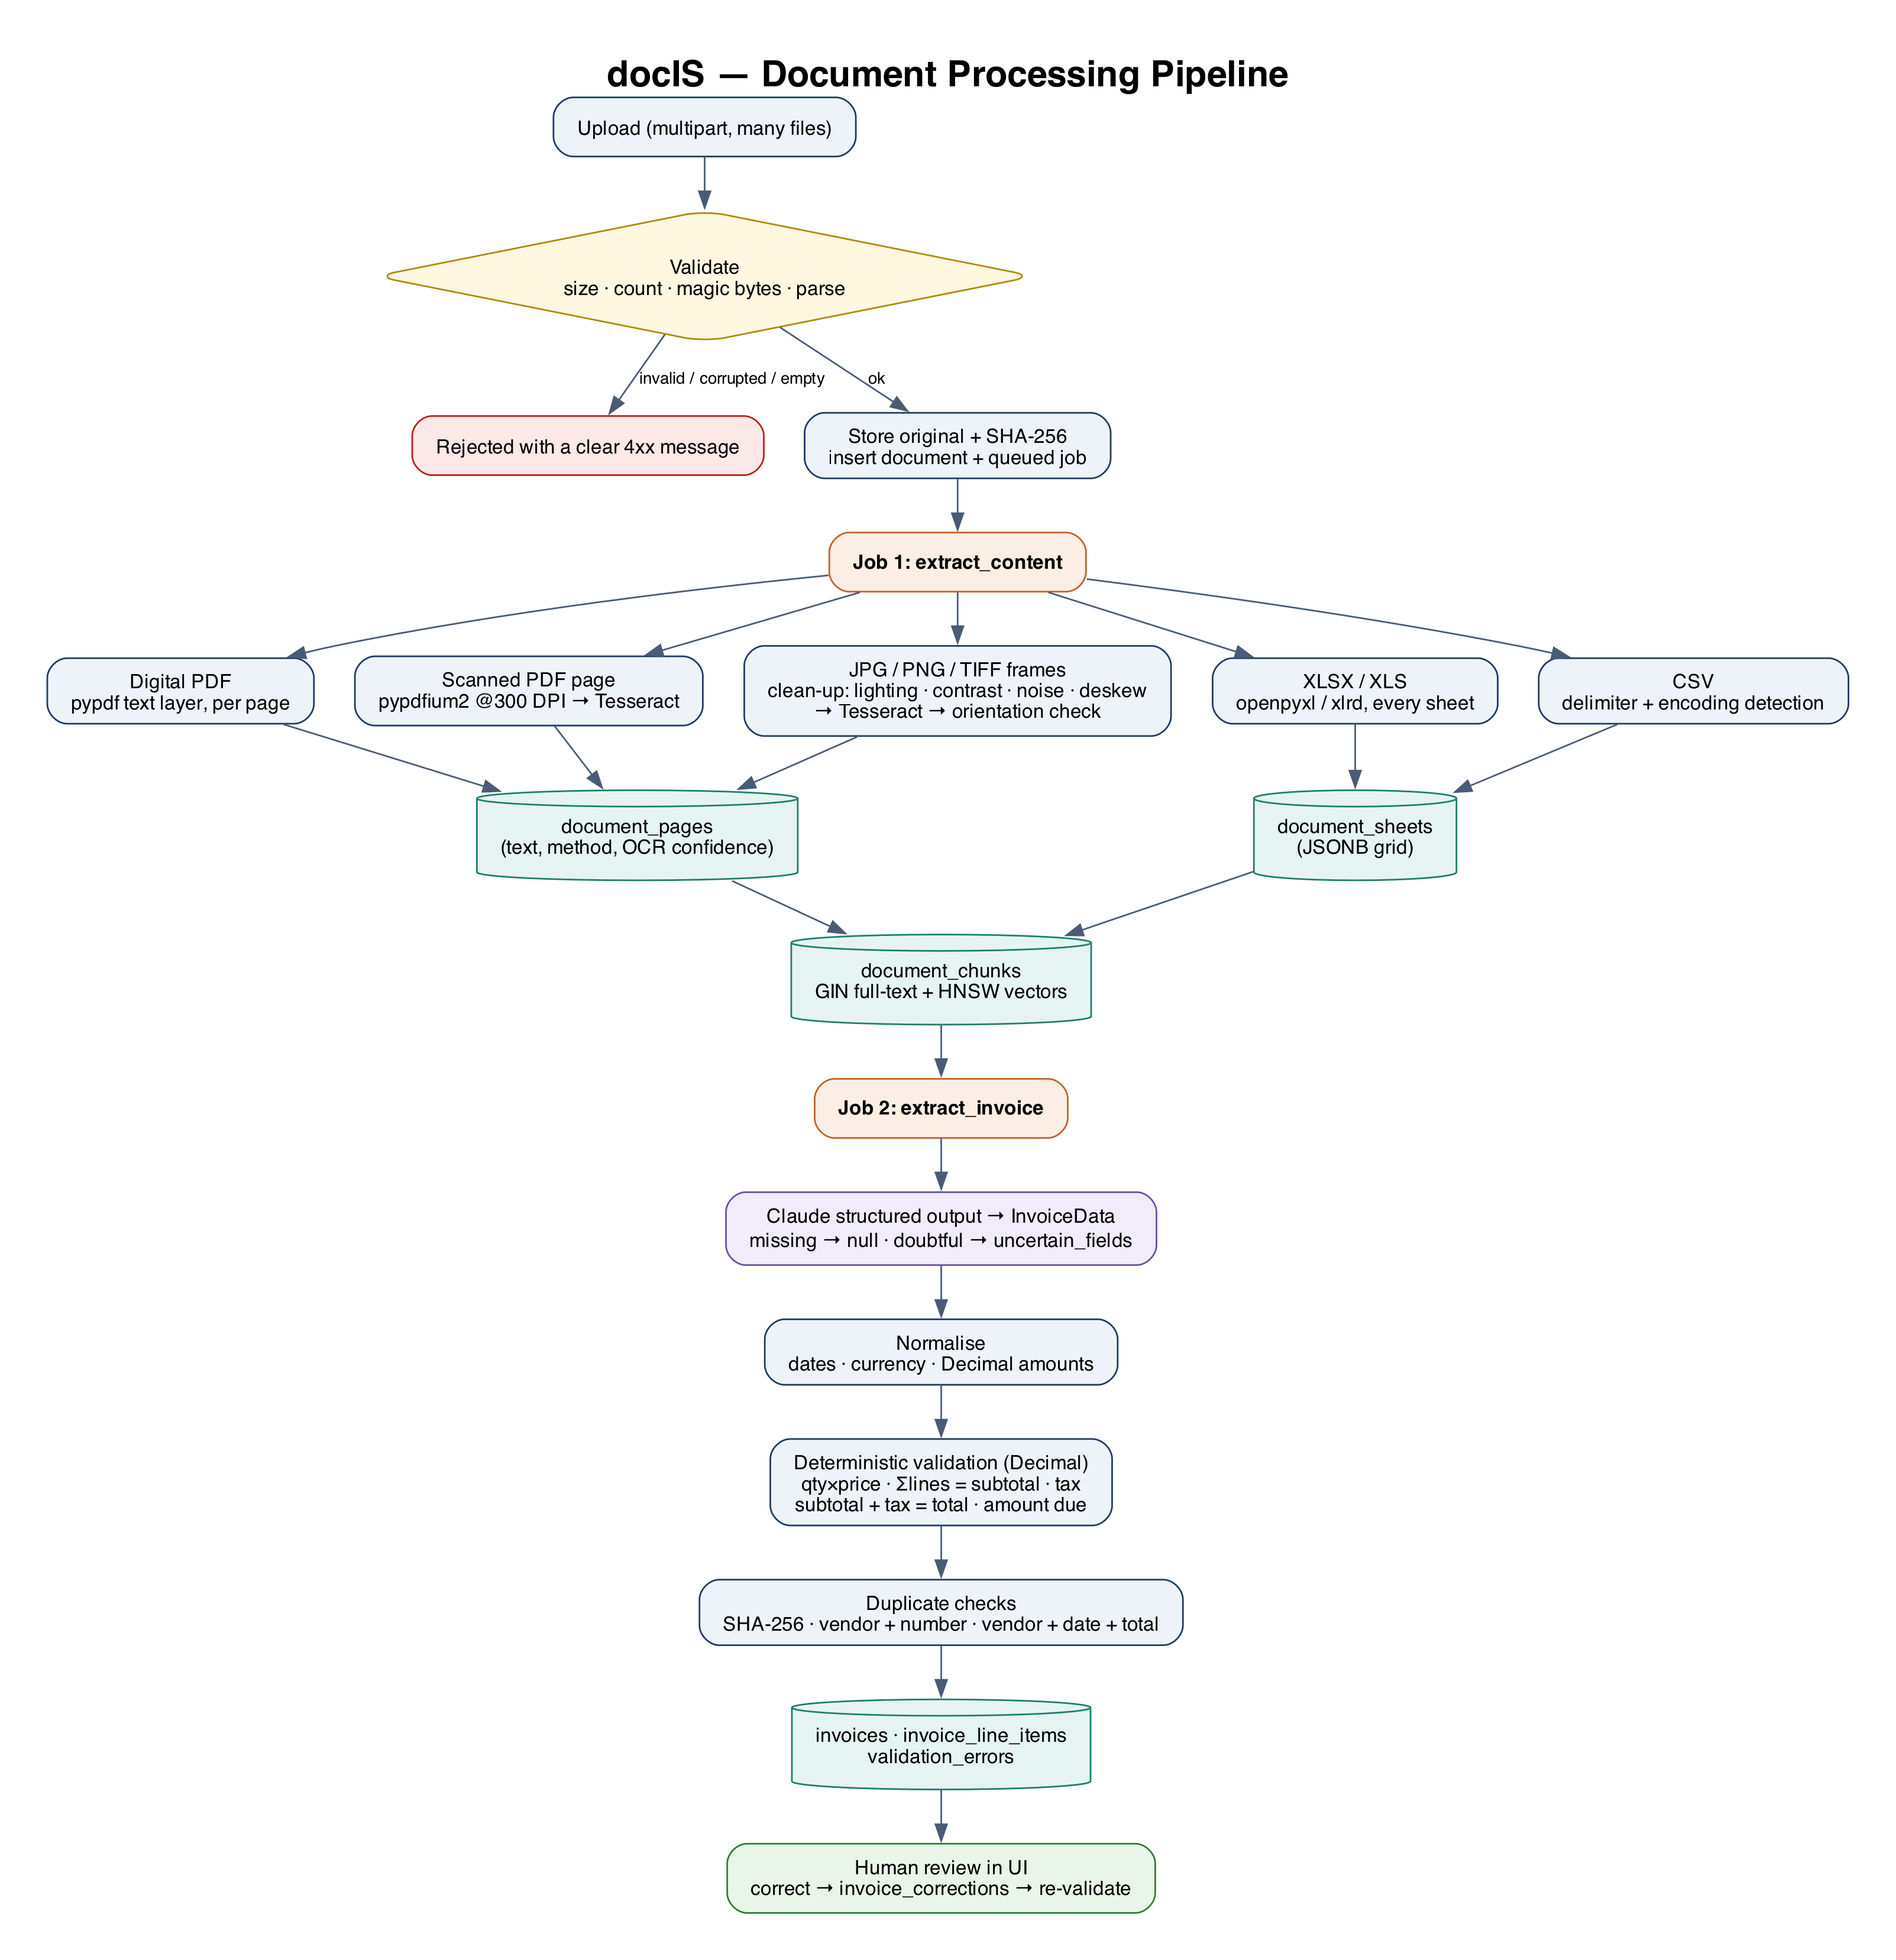 docIS — Document Processing Pipeline
Upload (multipart, many files)
Validate
size · count · magic bytes · parse
invalid / corrupted / empty
ok
Rejected with a clear 4xx message
Store original + SHA-256
insert document + queued job
Job 1: extract_content
Digital PDF
pypdf text layer, per page
Scanned PDF page
pypdfium2 @300 DPI → Tesseract
JPG / PNG / TIFF frames
clean-up: lighting · contrast · noise · deskew
→ Tesseract → orientation check
XLSX / XLS
openpyxl / xlrd, every sheet
CSV
delimiter + encoding detection
document_pages
(text, method, OCR confidence)
document_sheets
(JSONB grid)
document_chunks
GIN full-text + HNSW vectors
Job 2: extract_invoice
Claude structured output → InvoiceData
missing → null · doubtful → uncertain_fields
Normalise
dates · currency · Decimal amounts
Deterministic validation (Decimal)
qty×price · Σlines = subtotal · tax
subtotal + tax = total · amount due
Duplicate checks
SHA-256 · vendor + number · vendor + date + total
invoices · invoice_line_items
validation_errors
Human review in UI
correct → invoice_corrections → re-validate